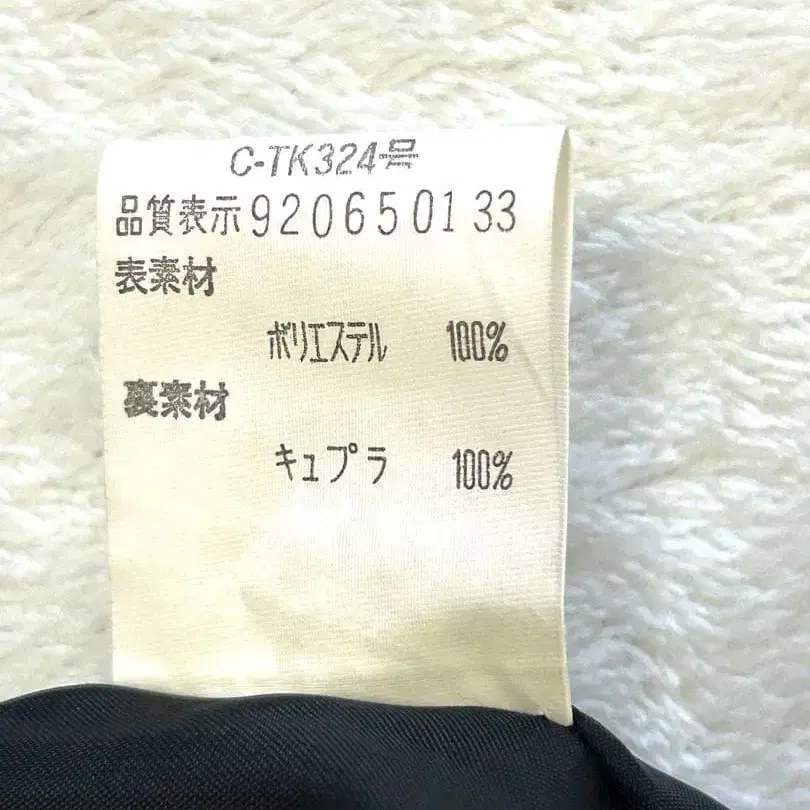 C-TK324号
品質表示920650133
表素材
ポリエステル 100%
裏素材
キュプラ 100%